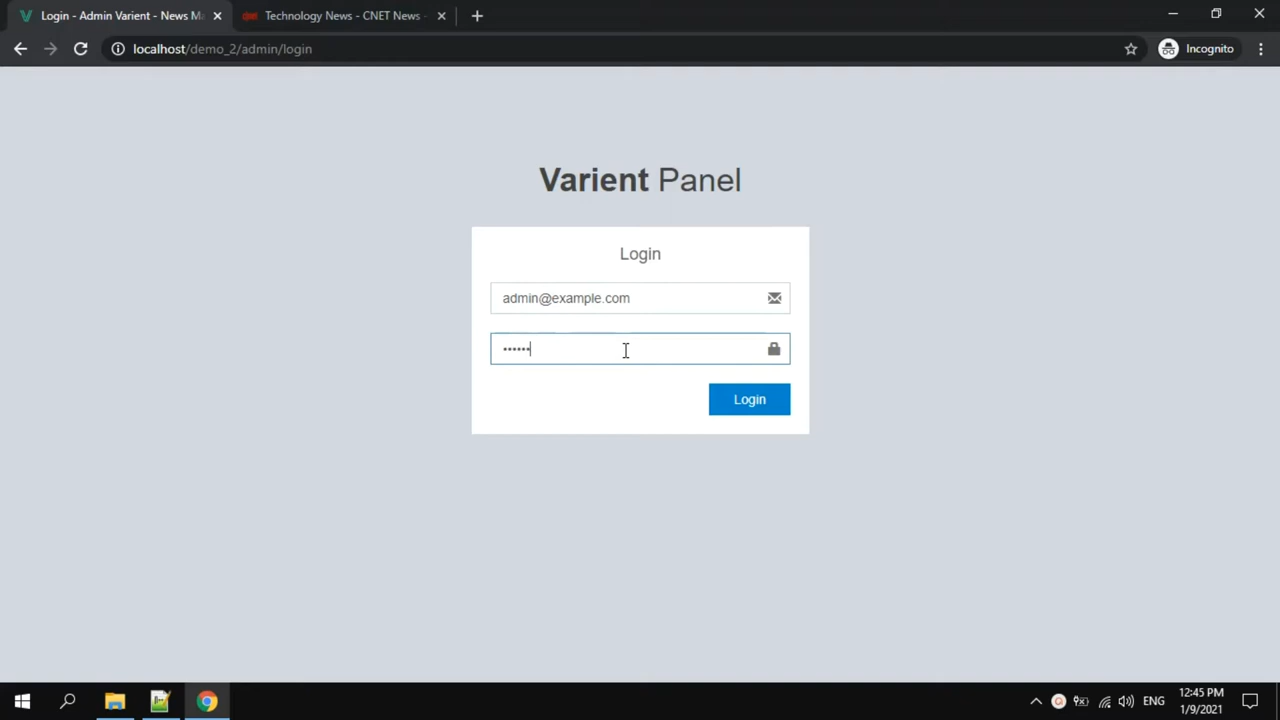 Login - Admin Varient - News Ma
Technology News - CNET News -
localhost/demo_2/admin/login
Incognito
Varient Panel
Login
admin@example.com
••••••
Login
ENG
12:45 PM
1/9/2021